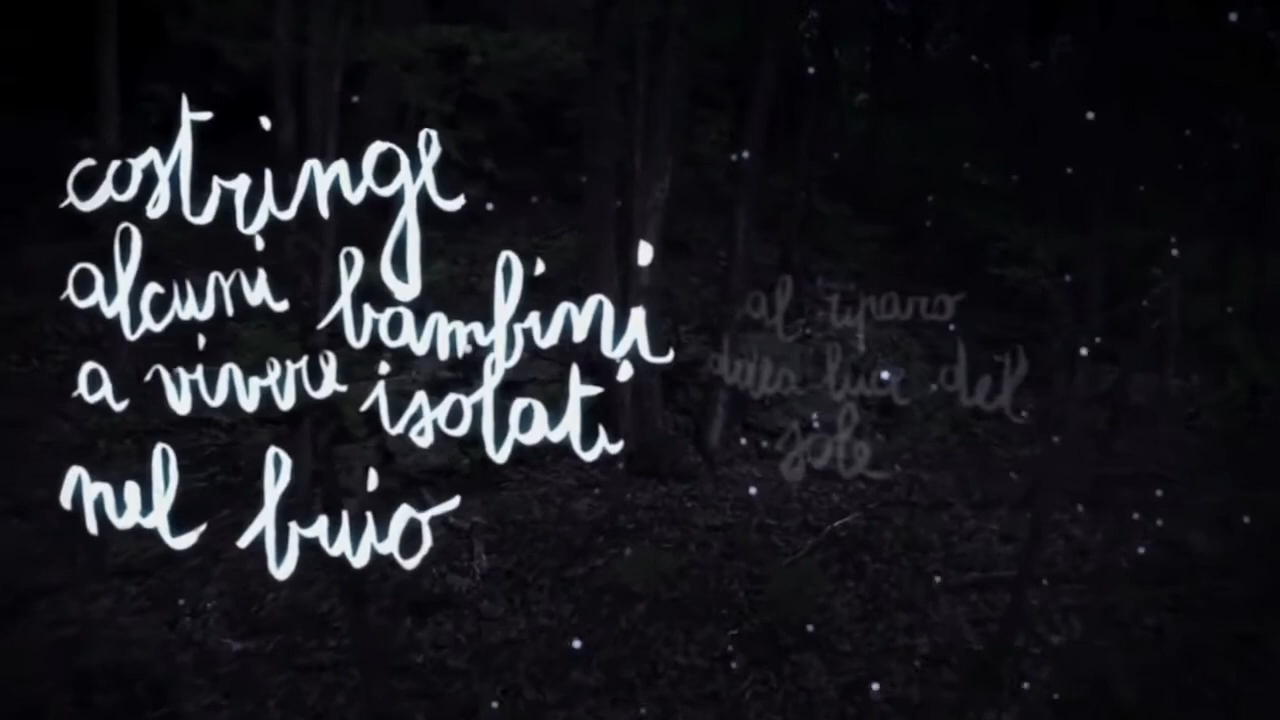 costringe
alcuni bambini
a vivere isolati
nel buio
al riparo
dalla luce del
sole